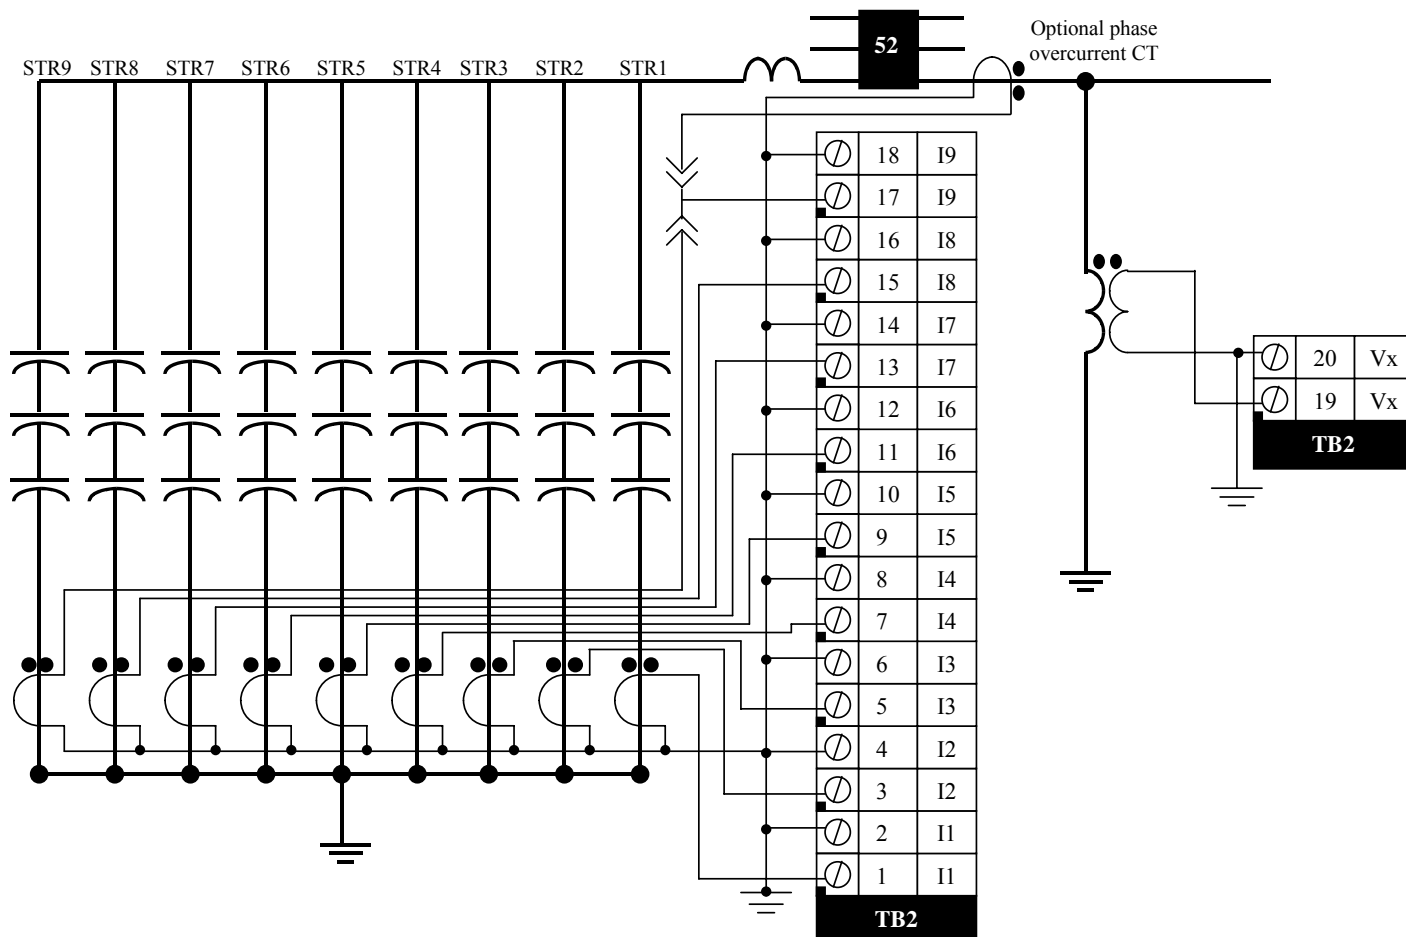 52
Optional phase
overcurrent CT
STR9 STR8 STR7 STR6 STR5 STR4 STR3 STR2 STR1
18 I9
17 I9
16 I8
15 I8
14 I7
13 I7
12 I6
11 I6
10 I5
9 I5
8 I4
7 I4
6 I3
5 I3
4 I2
3 I2
2 I1
1 I1
TB2
20 Vx
19 Vx
TB2